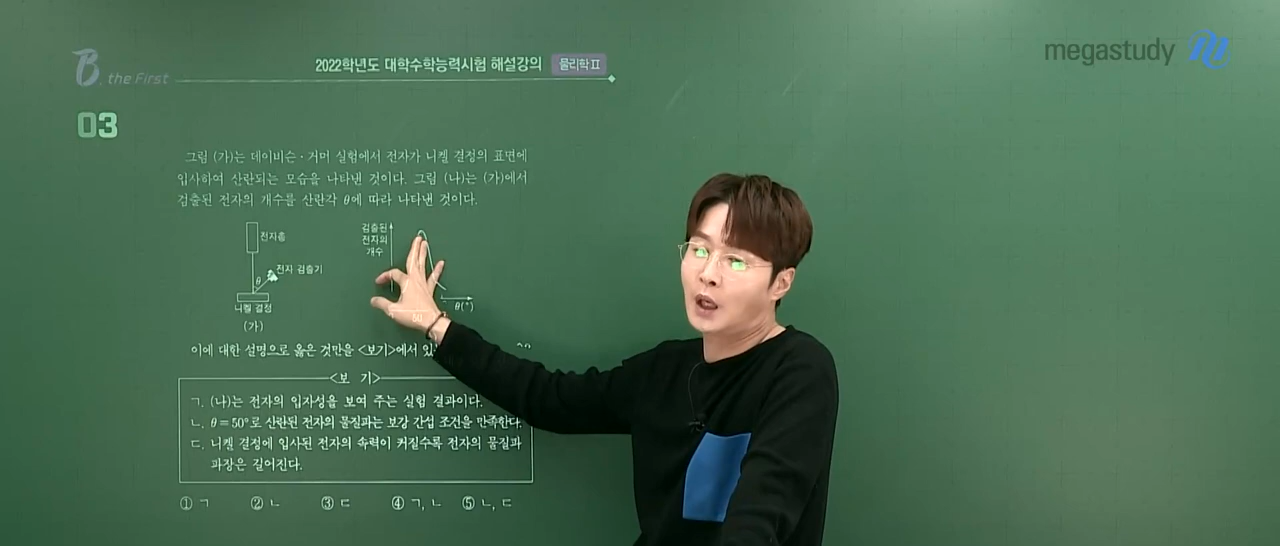 B. the First
2022학년도 대학수학능력시험 해설강의 물리학Ⅱ
megastudy M
03
그림 (가)는 데이비슨·거머 실험에서 전자가 니켈 결정의 표면에
입사하여 산란되는 모습을 나타낸 것이다. 그림 (나)는 (가)에서
검출된 전자의 개수를 산란각 θ에 따라 나타낸 것이다.
전자총
전자 검출기
θ
니켈 결정
(가)
검출된
전자의
개수
50
θ(°)
이에 대한 설명으로 옳은 것만을 <보기>에서 있
<보 기>
ㄱ. (나)는 전자의 입자성을 보여 주는 실험 결과이다.
ㄴ. θ=50°로 산란된 전자의 물질파는 보강 간섭 조건을 만족한다.
ㄷ. 니켈 결정에 입사된 전자의 속력이 커질수록 전자의 물질파
파장은 길어진다.
① ㄱ ② ㄴ ③ ㄷ ④ ㄱ, ㄴ ⑤ ㄴ, ㄷ